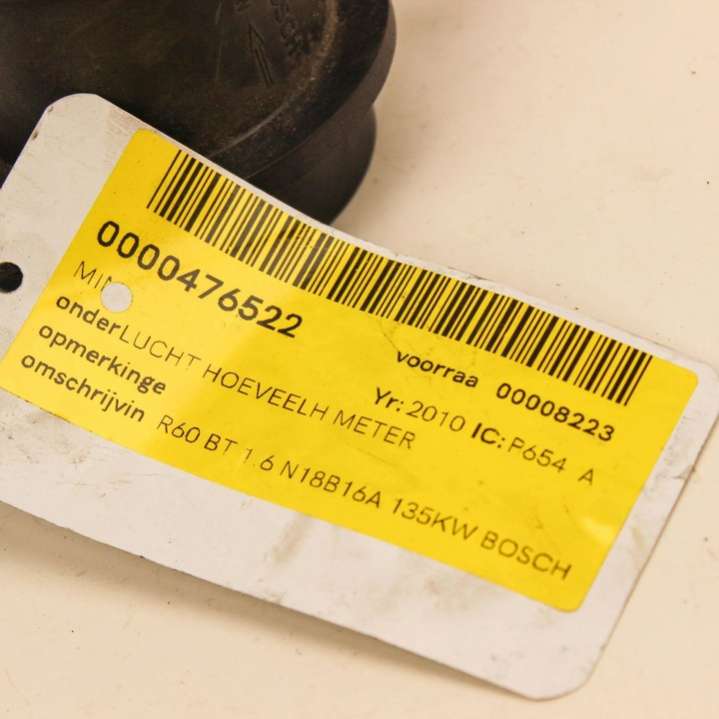 0000476522
voorraa 00008223
MIN
Yr: 2010 IC: P654 A
onderLUCHT HOEVEELH METER
opmerkinge
omschrijvin R60 BT 1.6 N18B16A 135KW BOSCH